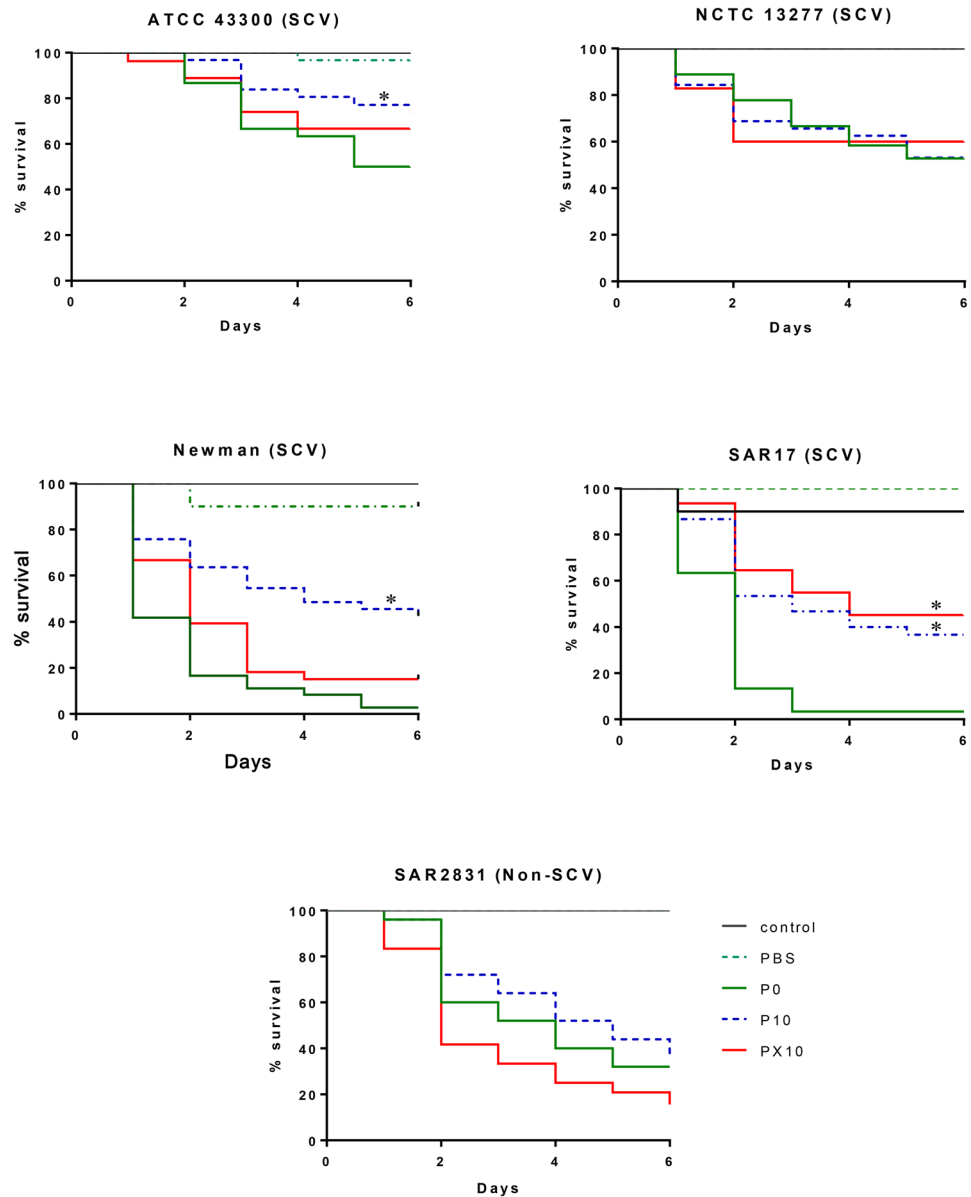 ATCC 43300 (SCV)
100
80
60
40
20
0
% survival
*
0 2 4 6
Days
NCTC 13277 (SCV)
100
80
60
40
20
0
% survival
0 2 4 6
Days
Newman (SCV)
100
80
60
40
20
0
% survival
*
0 2 4 6
Days
SAR17 (SCV)
100
80
60
40
20
0
% survival
*
*
0 2 4 6
Days
SAR2831 (Non-SCV)
100
80
60
40
20
0
% survival
0 2 4 6
Days
control
PBS
P0
P10
PX10